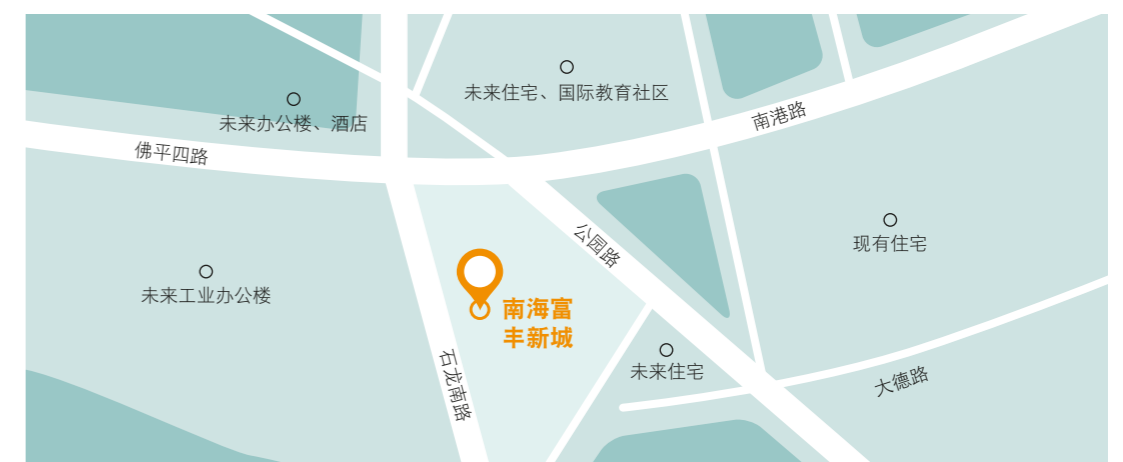 未来住宅、国际教育社区
未来办公楼、酒店
南港路
佛平四路
公园路
现有住宅
未来工业办公楼
南海富
丰新城
石龙南路
未来住宅
大德路